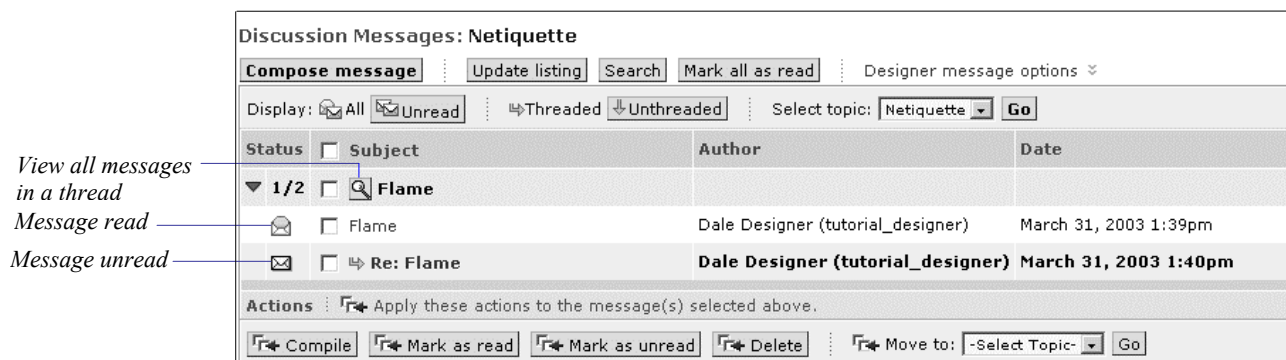 Discussion Messages: Netiquette
Compose message Update listing Search Mark all as read Designer message options
Display: All Unread Threaded Unthreaded Select topic: Netiquette Go
Status Subject Author Date
View all messages
in a thread
1/2 Flame
Message read
Flame Dale Designer (tutorial_designer) March 31, 2003 1:39pm
Message unread
Re: Flame Dale Designer (tutorial_designer) March 31, 2003 1:40pm
Actions Apply these actions to the message(s) selected above.
Compile Mark as read Mark as unread Delete Move to: -Select Topic- Go